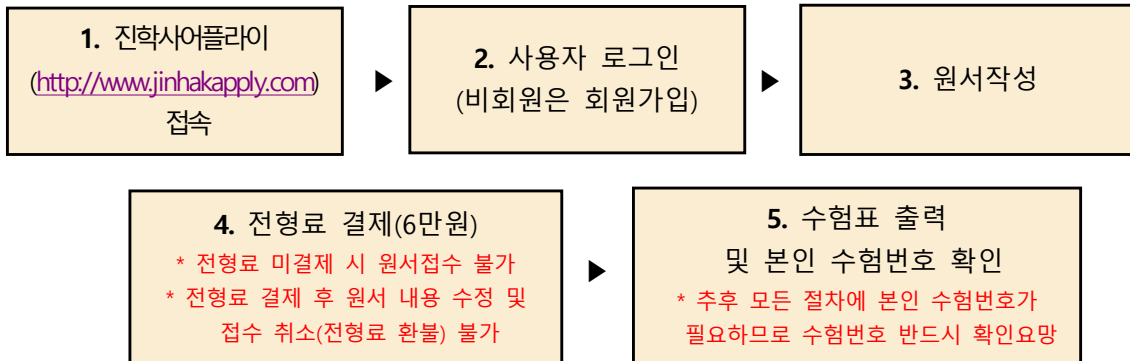 1. 진학사어플라이
(http://www.jinhakapply.com)
접속
▶
2. 사용자 로그인
(비회원은 회원가입)
▶
3. 원서작성
4. 전형료 결제(6만원)
* 전형료 미결제 시 원서접수 불가
* 전형료 결제 후 원서 내용 수정 및
접수 취소(전형료 환불) 불가
▶
5. 수험표 출력
및 본인 수험번호 확인
* 추후 모든 절차에 본인 수험번호가
필요하므로 수험번호 반드시 확인요망